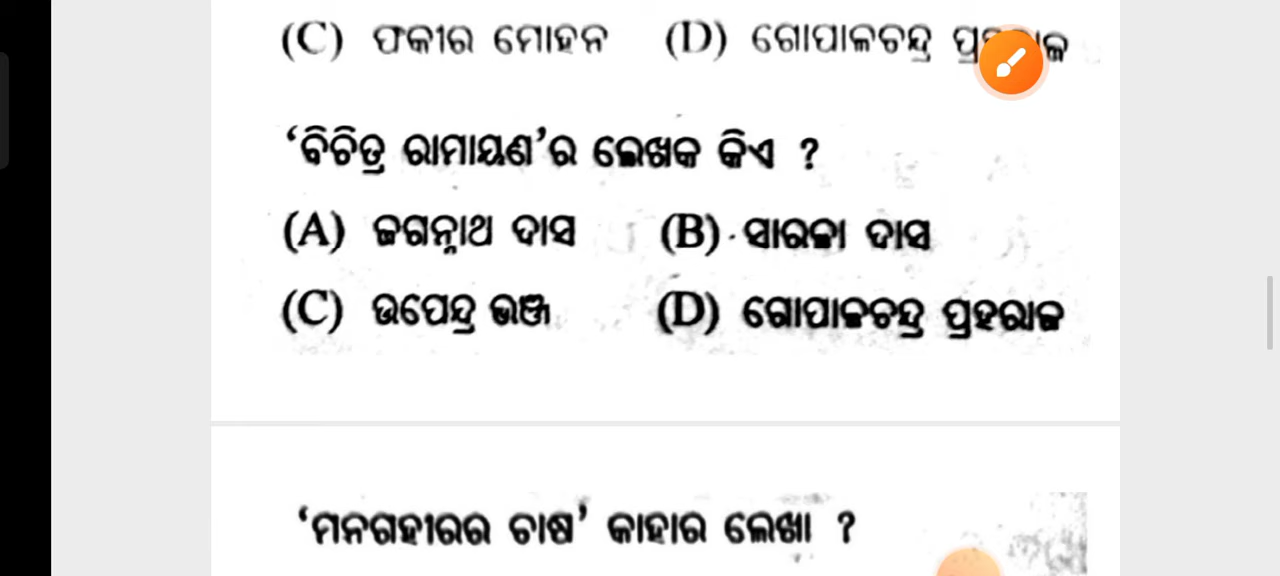 (C) ଫକୀର ମୋହନ (D) ଗୋପାଳଚନ୍ଦ୍ର
‘ବିଚିତ୍ର ରାମାୟଣ’ର ଲେଖକ କିଏ ?
(A) ଜଗନ୍ନାଥ ଦାସ (B) ସାରଳା ଦାସ
(C) ଉପେନ୍ଦ୍ର ଭଞ୍ଜ (D) ଗୋପାଳଚନ୍ଦ୍ର ପ୍ରହରାଜ
‘ମନଗହୀରର ଚାଷ’ କାହାର ଲେଖା ?